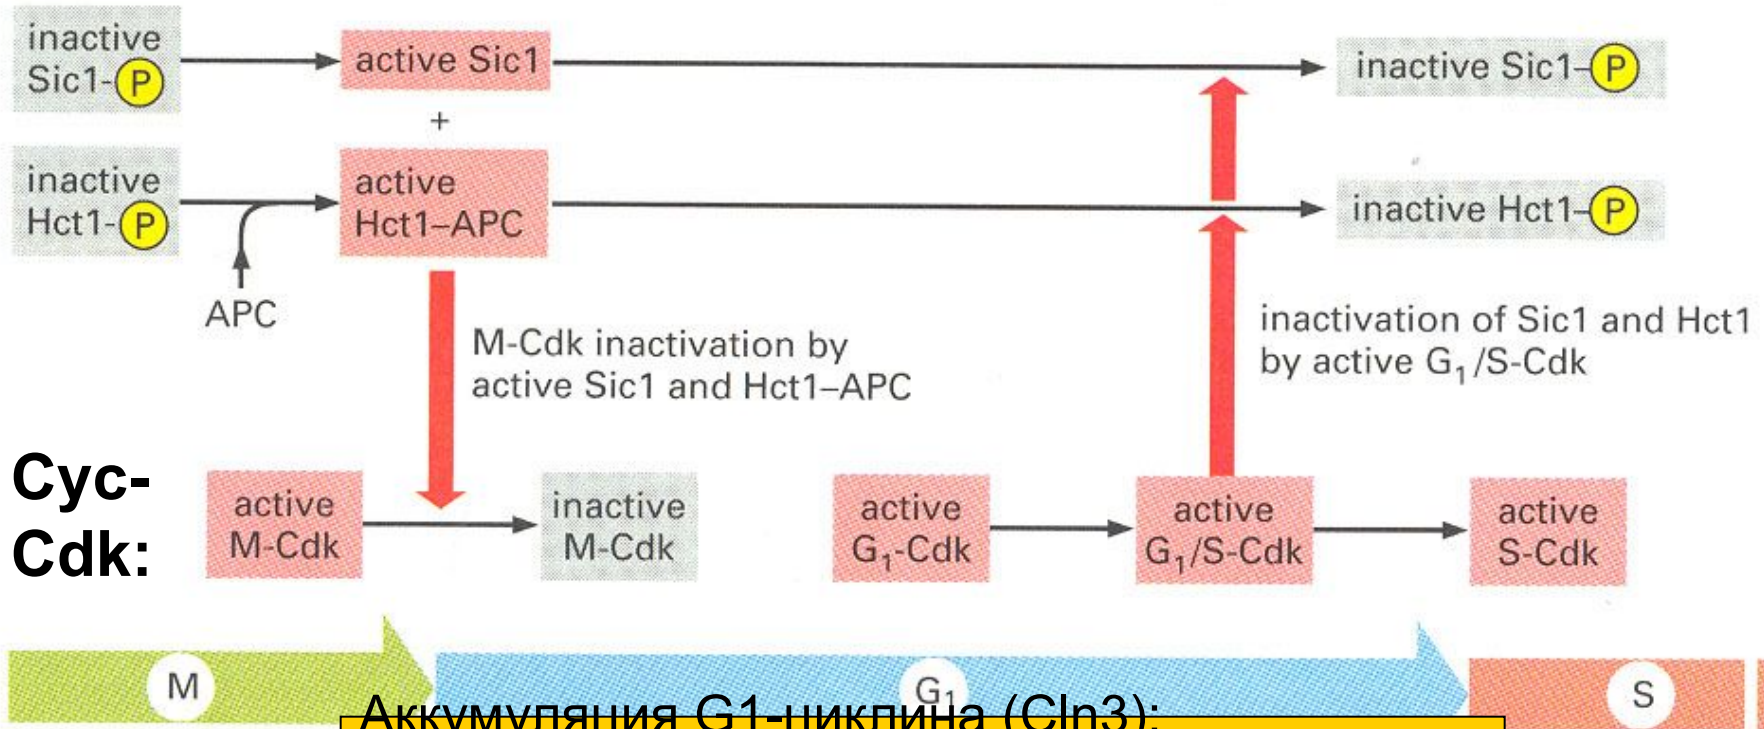 inactive
Sic1-P
active Sic1
inactive Sic1-P
+
inactive
Hct1-P
active
Hct1-APC
inactive Hct1-P
APC
M-Cdk inactivation by
active Sic1 and Hct1-APC
inactivation of Sic1 and Hct1
by active G1/S-Cdk
Cyc-
Cdk:
active
M-Cdk
inactive
M-Cdk
active
G1-Cdk
active
G1/S-Cdk
active
S-Cdk
M
G1
S
Аккумуляция G1-циклина (Cln3):